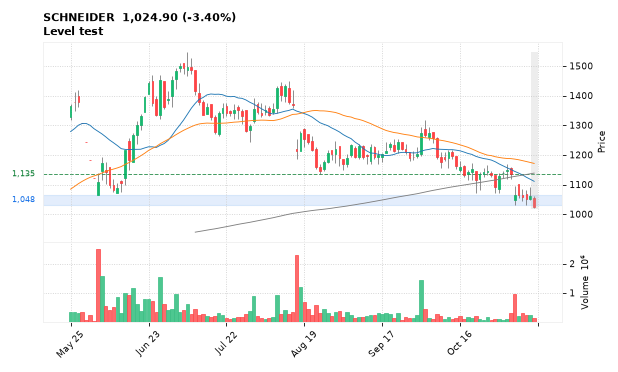 SCHNEIDER 1,024.90 (-3.40%)
Level test
1500
1400
1300
1200
1100
1000
Price
1,135
1,048
2
1
Volume 10⁶
May 25
Jun 23
Jul 22
Aug 19
Sep 17
Oct 16